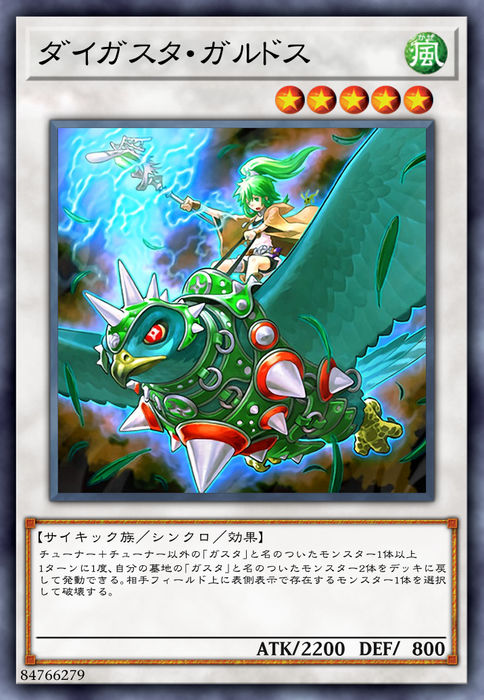 ダイガスタ・ガルドス
かぜ
風
【サイキック族／シンクロ／効果】
チューナー＋チューナー以外の「ガスタ」と名のついたモンスター1体以上
1ターンに1度、自分の墓地の「ガスタ」と名のついたモンスター2体をデッキに戻
して発動できる。相手フィールド上に表側表示で存在するモンスター1体を選択
して破壊する。
ATK/2200 DEF/ 800
84766279